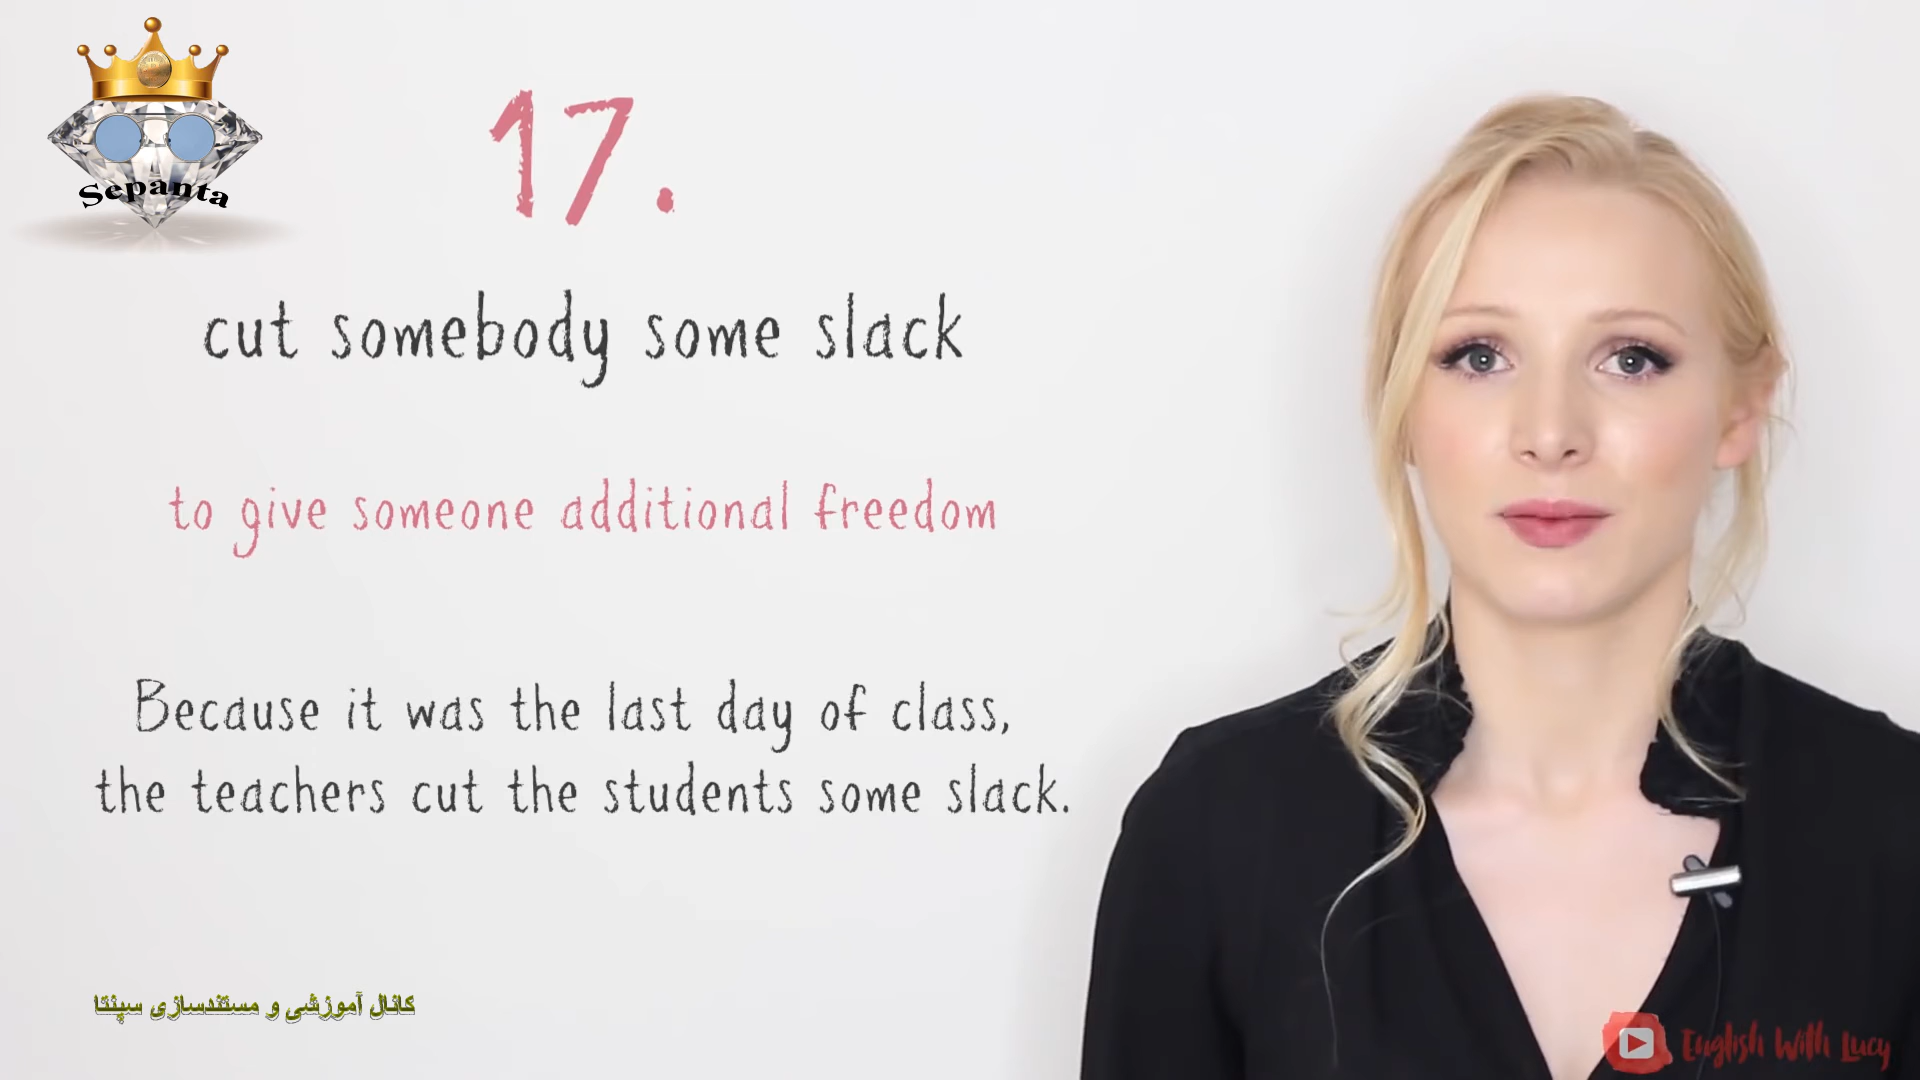 Sepanta
17.
cut somebody some slack
to give someone additional freedom
Because it was the last day of class,
the teachers cut the students some slack.
کانال آموزشی و مستندسازی سپنتا
English With Lucy